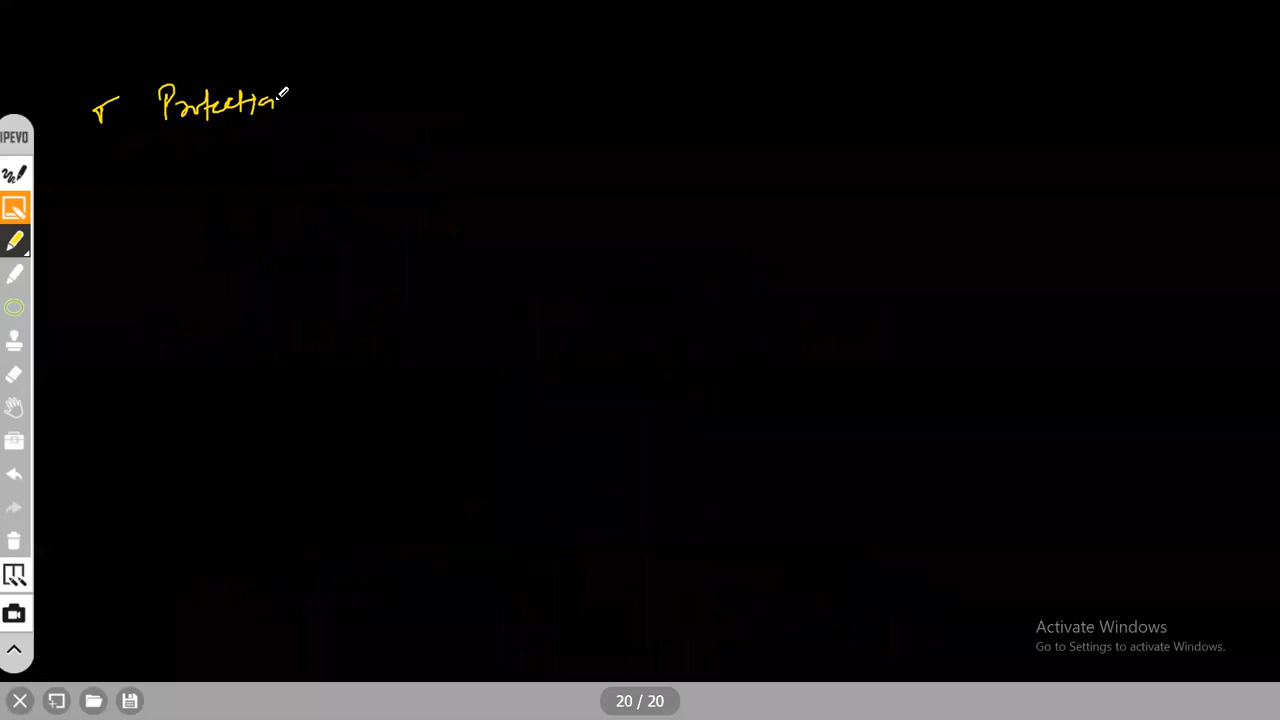 Protectio
IPEVO
Activate Windows
Go to Settings to activate Windows.
20 / 20